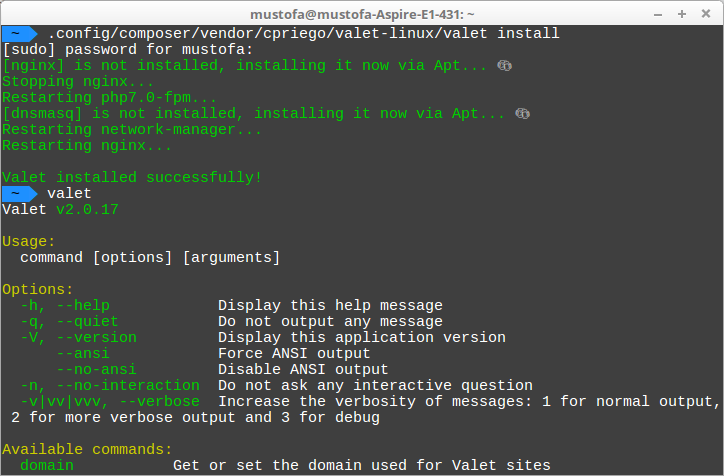 mustofa@mustofa-Aspire-E1-431: ~
~ .config/composer/vendor/cpriego/valet-linux/valet install
[sudo] password for mustofa:
[nginx] is not installed, installing it now via Apt...
Stopping nginx...
Restarting php7.0-fpm...
[dnsmasq] is not installed, installing it now via Apt...
Restarting network-manager...
Restarting nginx...
Valet installed successfully!
~ valet
Valet v2.0.17
Usage:
command [options] [arguments]
Options:
-h, --help Display this help message
-q, --quiet Do not output any message
-V, --version Display this application version
--ansi Force ANSI output
--no-ansi Disable ANSI output
-n, --no-interaction Do not ask any interactive question
-v|vv|vvv, --verbose Increase the verbosity of messages: 1 for normal output,
2 for more verbose output and 3 for debug
Available commands:
domain Get or set the domain used for Valet sites